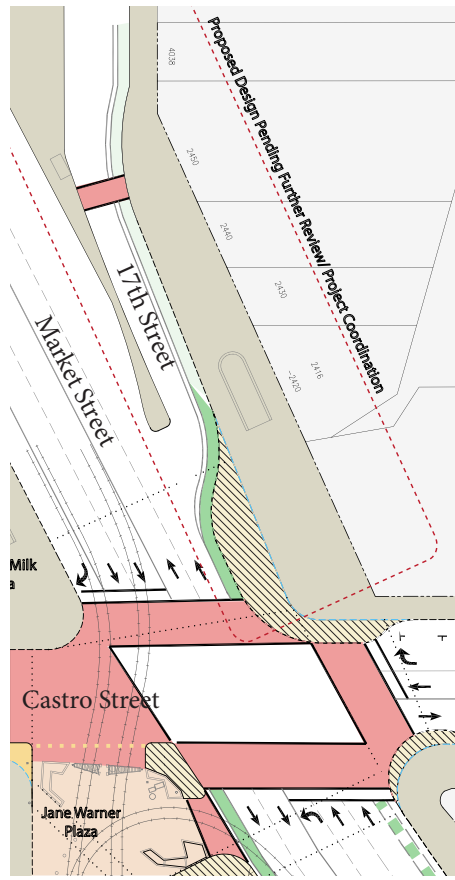 Proposed Design Pending Further Review/ Project Coordination
4038
2450
2440
2430
2416
-2420
17th Street
Market Street
Milk
a
Castro Street
Jane Warner
Plaza